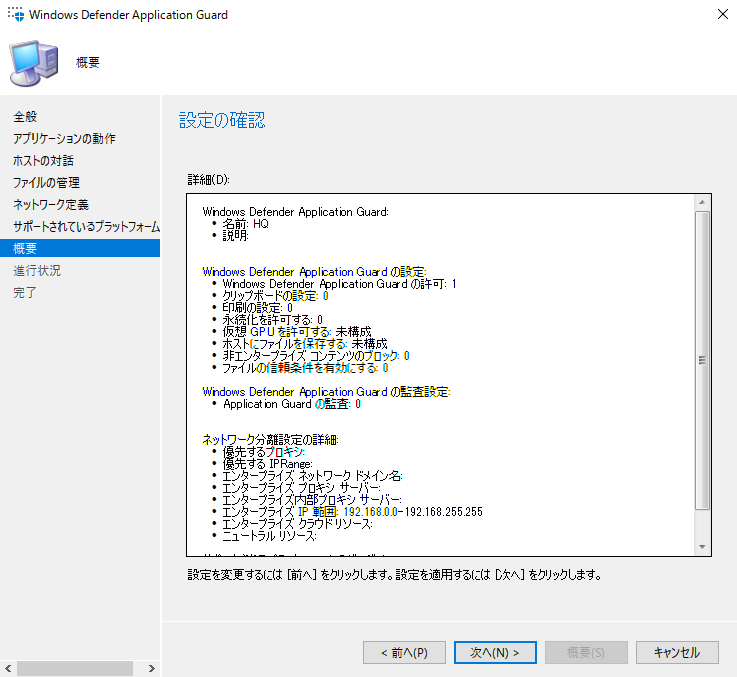 Windows Defender Application Guard
概要
全般
アプリケーションの動作
ホストの対話
ファイルの管理
ネットワーク定義
サポートされているプラットフォーム
概要
進行状況
完了
設定の確認
詳細(D):
Windows Defender Application Guard:
• 名前: HQ
• 説明:
Windows Defender Application Guard の設定:
• Windows Defender Application Guard の許可: 1
• クリップボードの設定: 0
• 印刷の設定: 0
• 永続化を許可する: 0
• 仮想 GPU を許可する: 未構成
• ホストにファイルを保存する: 未構成
• 非エンタープライズ コンテンツのブロック: 0
• ファイルの信頼条件を有効にする: 0
Windows Defender Application Guard の監査設定:
• Application Guard の監査: 0
ネットワーク分離設定の詳細:
• 優先するプロキシ:
• 優先する IPRange:
• エンタープライズ ネットワーク ドメイン名:
• エンタープライズ プロキシ サーバー:
• エンタープライズ内部プロキシ サーバー:
• エンタープライズ IP 範囲: 192.168.0.0-192.168.255.255
• エンタープライズ クラウド リソース:
• ニュートラル リソース:
設定を変更するには [前へ] をクリックします。設定を適用するには [次へ] をクリックします。
< 前へ(P)
次へ(N) >
概要(S)
キャンセル